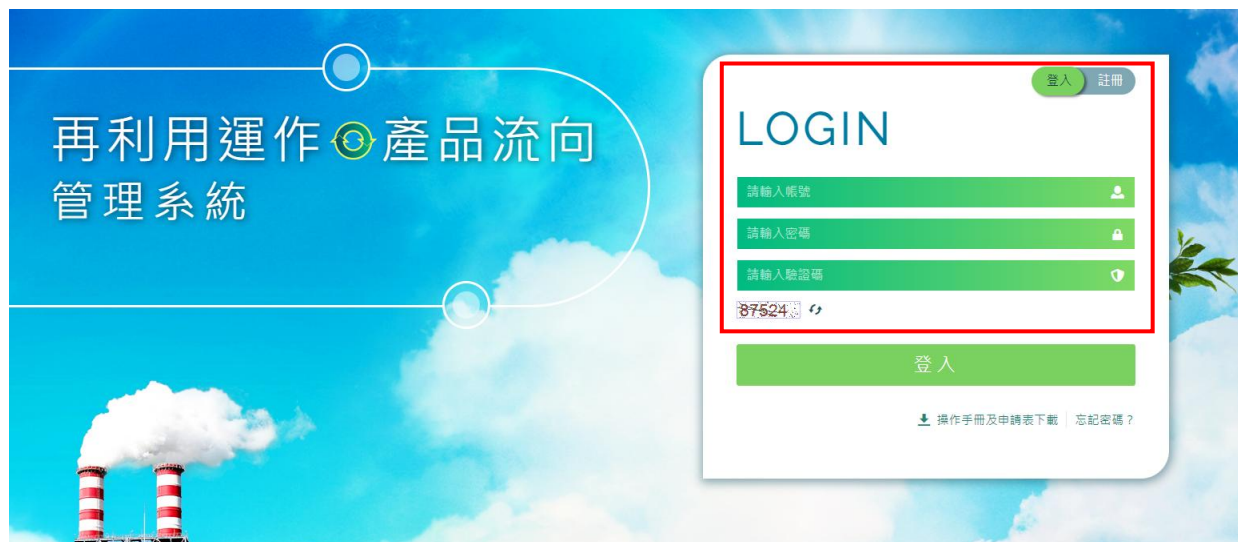 再利用運作產品流向
管理系統
登入 註冊
LOGIN
請輸入帳號
請輸入密碼
請輸入驗證碼
87524
登入
操作手冊及申請表下載 忘記密碼？